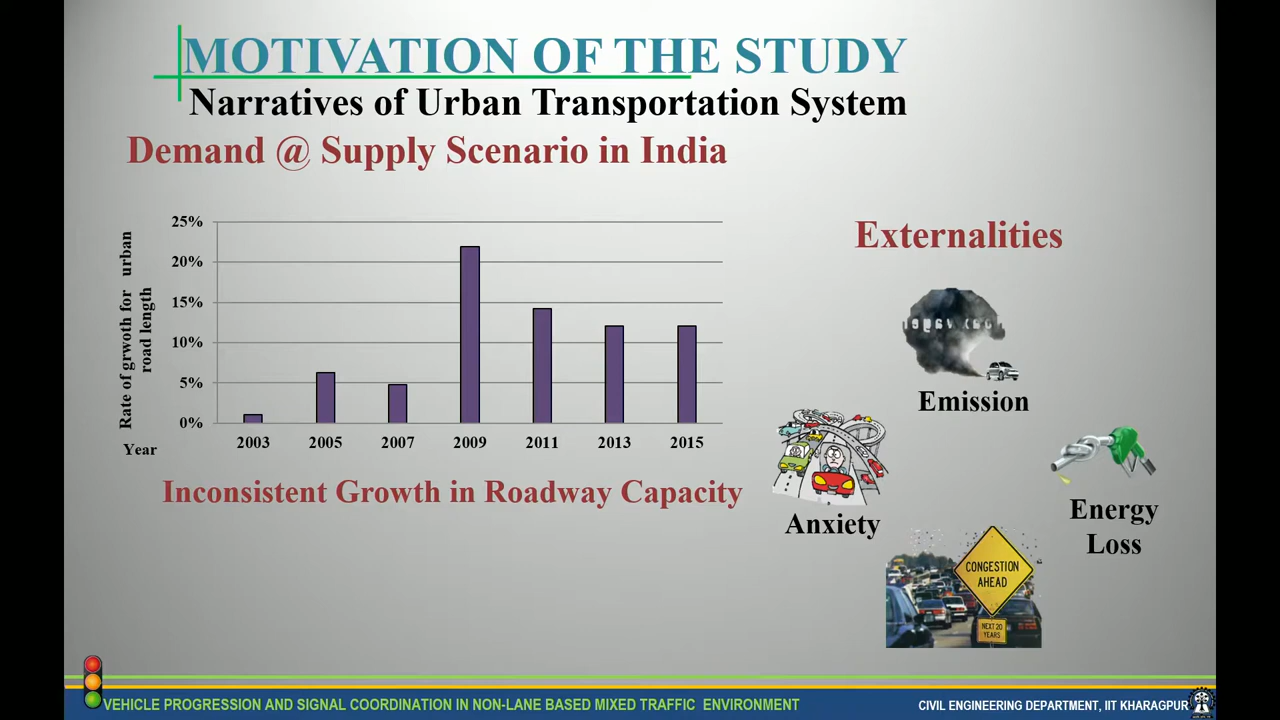 MOTIVATION OF THE STUDY
Narratives of Urban Transportation System
Demand @ Supply Scenario in India
Rate of grwoth for urban
road length
25%
20%
15%
10%
5%
0%
Year
2003 2005 2007 2009 2011 2013 2015
Inconsistent Growth in Roadway Capacity
Externalities
Emission
Anxiety
Energy
Loss
CONGESTION
AHEAD
NEXT 20
YEARS
VEHICLE PROGRESSION AND SIGNAL COORDINATION IN NON-LANE BASED MIXED TRAFFIC ENVIRONMENT
CIVIL ENGINEERING DEPARTMENT, IIT KHARAGPUR